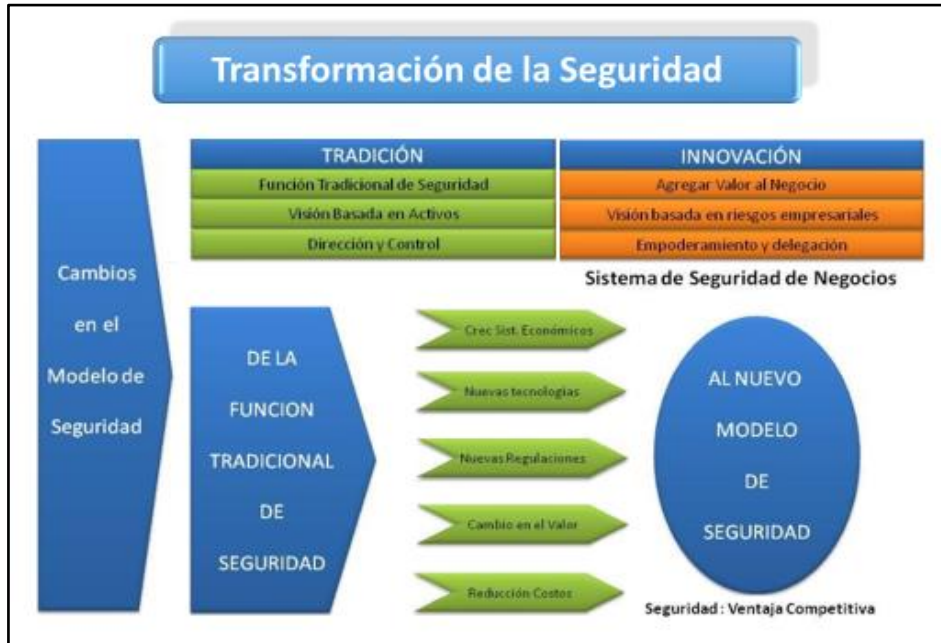 Transformación de la Seguridad
TRADICIÓN
INNOVACIÓN
Función Tradicional de Seguridad
Agregar Valor al Negocio
Visión Basada en Activos
Visión basada en riesgos empresariales
Dirección y Control
Empoderamiento y delegación
Sistema de Seguridad de Negocios
Cambios
en el
Modelo de
Seguridad
DE LA
FUNCION
TRADICIONAL
DE
SEGURIDAD
Crec Sist. Económicos
Nuevas tecnologias
Nuevas Regulaciones
Cambio en el Valor
Reducción Costos
AL NUEVO
MODELO
DE
SEGURIDAD
Seguridad : Ventaja Competitiva